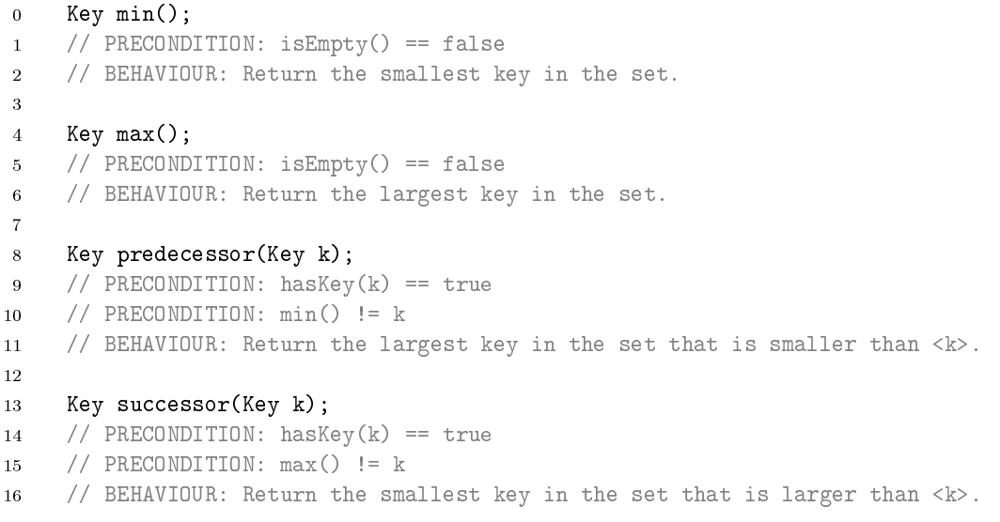 0 Key min();
1 // PRECONDITION: isEmpty() == false
2 // BEHAVIOUR: Return the smallest key in the set.
3
4 Key max();
5 // PRECONDITION: isEmpty() == false
6 // BEHAVIOUR: Return the largest key in the set.
7
8 Key predecessor(Key k);
9 // PRECONDITION: hasKey(k) == true
10 // PRECONDITION: min() != k
11 // BEHAVIOUR: Return the largest key in the set that is smaller than <k>.
12
13 Key successor(Key k);
14 // PRECONDITION: hasKey(k) == true
15 // PRECONDITION: max() != k
16 // BEHAVIOUR: Return the smallest key in the set that is larger than <k>.